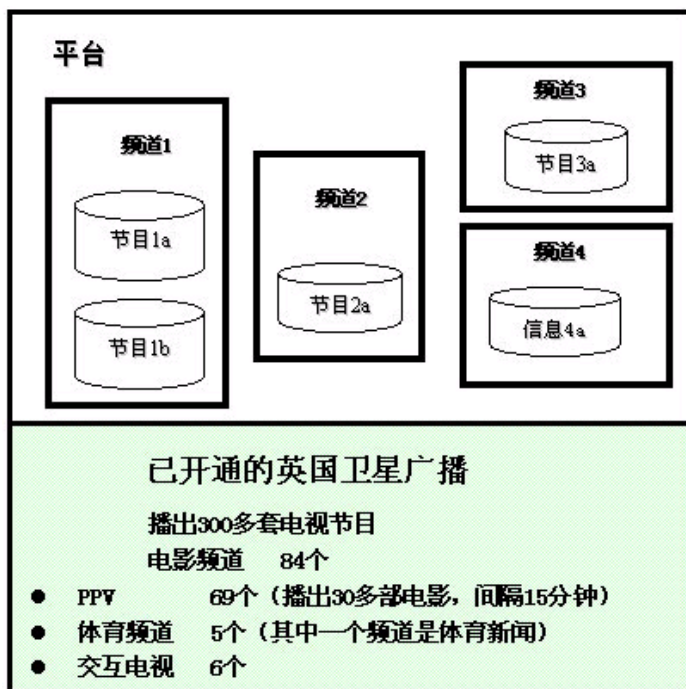 平台
频道1
节目1a
节目1b
频道2
节目2a
频道3
节目3a
频道4
信息4a
已开通的英国卫星广播
播出300多套电视节目
电影频道 84个
● PPV 69个（播出30多部电影，间隔15分钟）
● 体育频道 5个（其中一个频道是体育新闻）
● 交互电视 6个